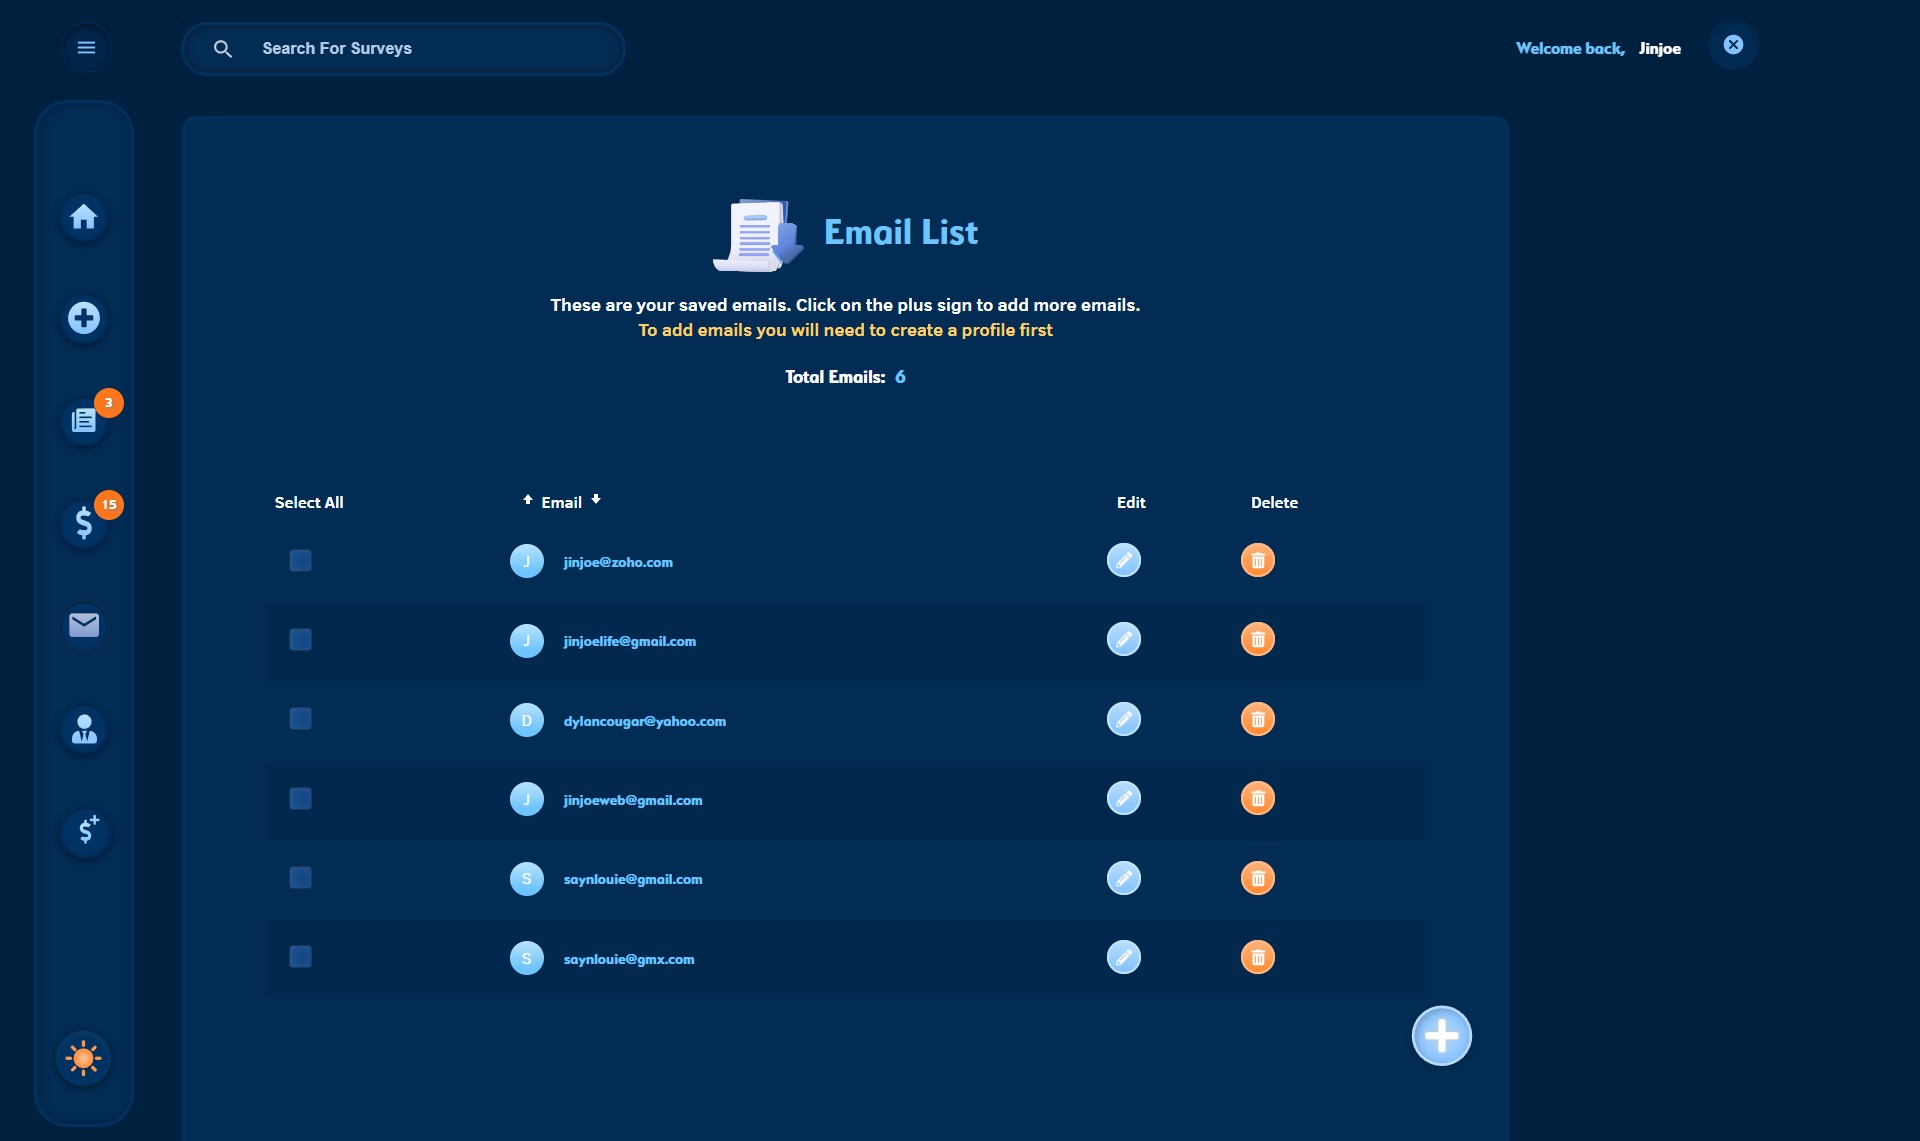 Search For Surveys
Welcome back, Jinjoe
Email List
These are your saved emails. Click on the plus sign to add more emails.
To add emails you will need to create a profile first
Total Emails: 6
3
15
Select All Email Edit Delete
J jinjoe@zoho.com
J jinjoelife@gmail.com
D dylancougar@yahoo.com
J jinjoeweb@gmail.com
S saynlouie@gmail.com
S saynlouie@gmx.com